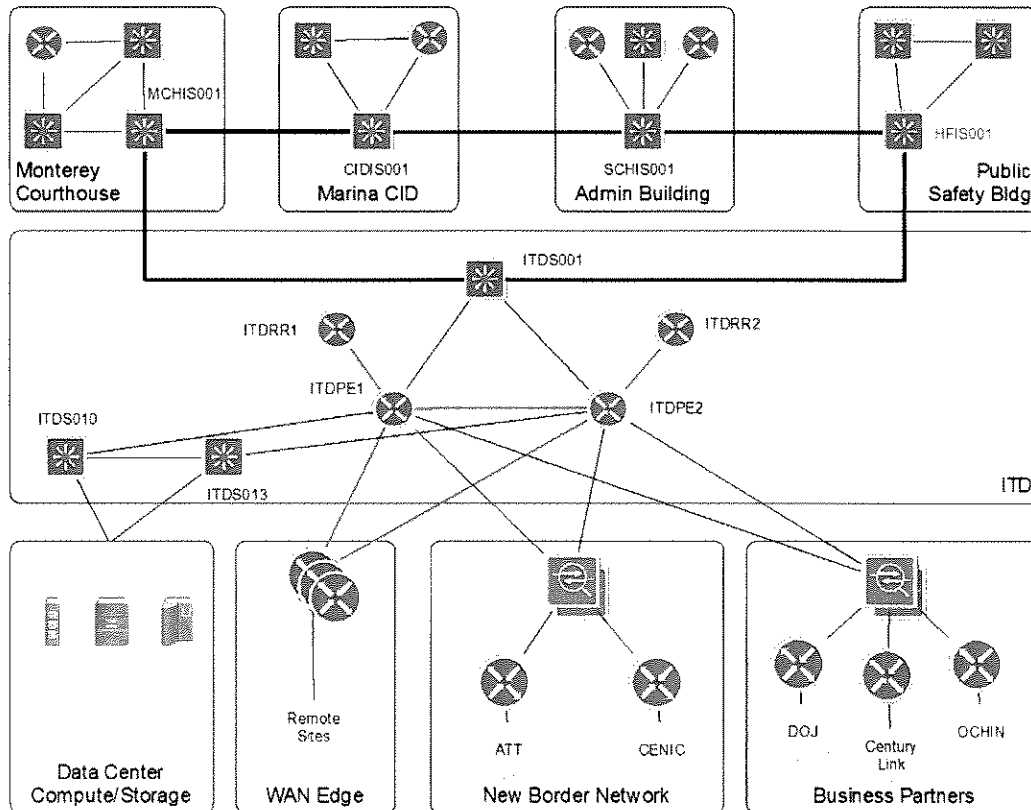 MCHIS001
Monterey
Courthouse
CIDIS001
Marina CID
SCHIS001
Admin Building
HFIS001
Public
Safety Bldg
ITDS001
ITDRR1
ITDRR2
ITDPE1
ITDPE2
ITDS010
ITDS013
ITD
Data Center
Compute/Storage
Remote
Sites
WAN Edge
ATT
CENIC
New Border Network
DOJ
Century
Link
OCHIN
Business Partners